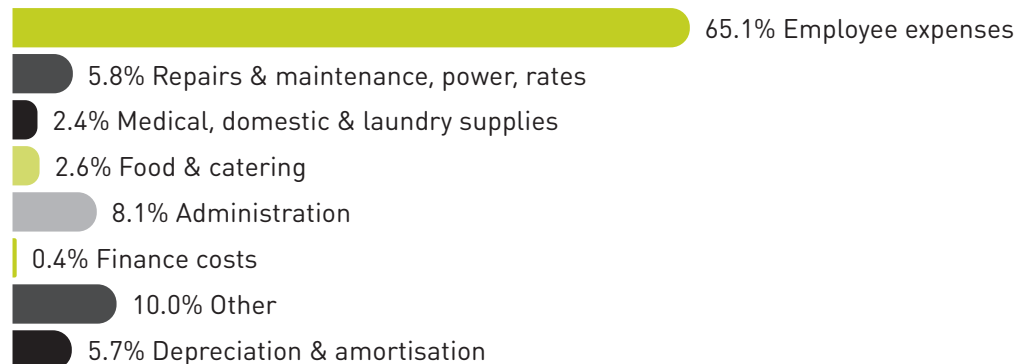 65.1% Employee expenses
5.8% Repairs & maintenance, power, rates
2.4% Medical, domestic & laundry supplies
2.6% Food & catering
8.1% Administration
0.4% Finance costs
10.0% Other
5.7% Depreciation & amortisation